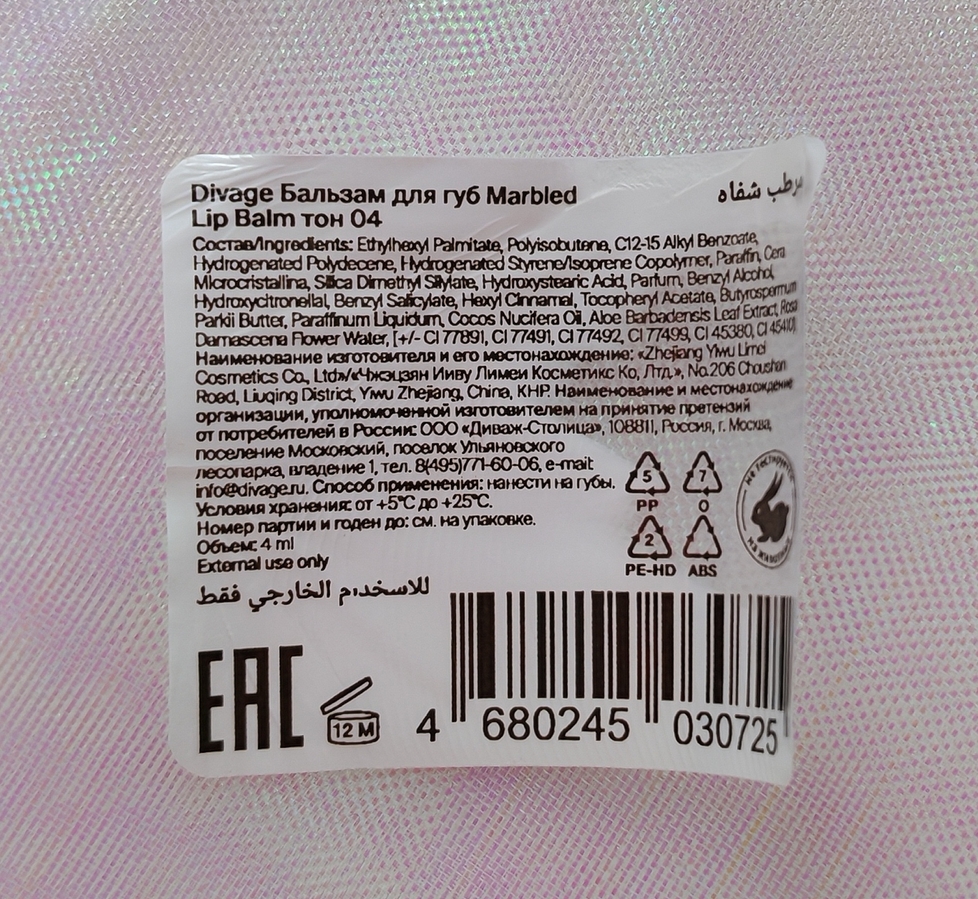 Divage Бальзам для губ Marbled
Lip Balm тон 04
مرطب شفاه
Состав/Ingredients: Ethylhexyl Palmitate, Polyisobutene, C12-15 Alkyl Benzoate,
Hydrogenated Polydecene, Hydrogenated Styrene/Isoprene Copolymer, Paraffin, Cera
Microcristallina, Silica Dimethyl Silylate, Hydroxystearic Acid, Parfum, Benzyl Alcohol,
Hydroxycitronellal, Benzyl Salicylate, Hexyl Cinnamal, Tocopheryl Acetate, Butyrospermum
Parkii Butter, Paraffinum Liquidum, Cocos Nucifera Oil, Aloe Barbadensis Leaf Extract, Rosa
Damascena Flower Water, [+/- CI 77891, CI 77491, CI 77492, CI 77499, CI 45380, CI 45410]
Наименование изготовителя и его местонахождение: «Zhejiang Yiwu Limei
Cosmetics Co., Ltd»/«Чжэцзян Ииву Лимеи Косметикс Ко, Лтд.», No.206 Choushan
Road, Liuqing District, Yiwu Zhejiang, China, КНР. Наименование и местонахождение
организации, уполномоченной изготовителем на принятие претензий
от потребителей в России: ООО «Диваж-Столица», 108811, Россия, г. Москва,
поселение Московский, поселок Ульяновского
лесопарка, владение 1, тел. 8(495)771-60-06, e-mail:
info@divage.ru. Способ применения: нанести на губы.
Условия хранения: от +5°C до +25°C.
Номер партии и годен до: см. на упаковке.
Объем: 4 ml
External use only
للاسخدام الخارجي فقط
5 7
PP O
2
PE-HD ABS
не тестируется
на животных
EAC
12 M
4 680245 030725